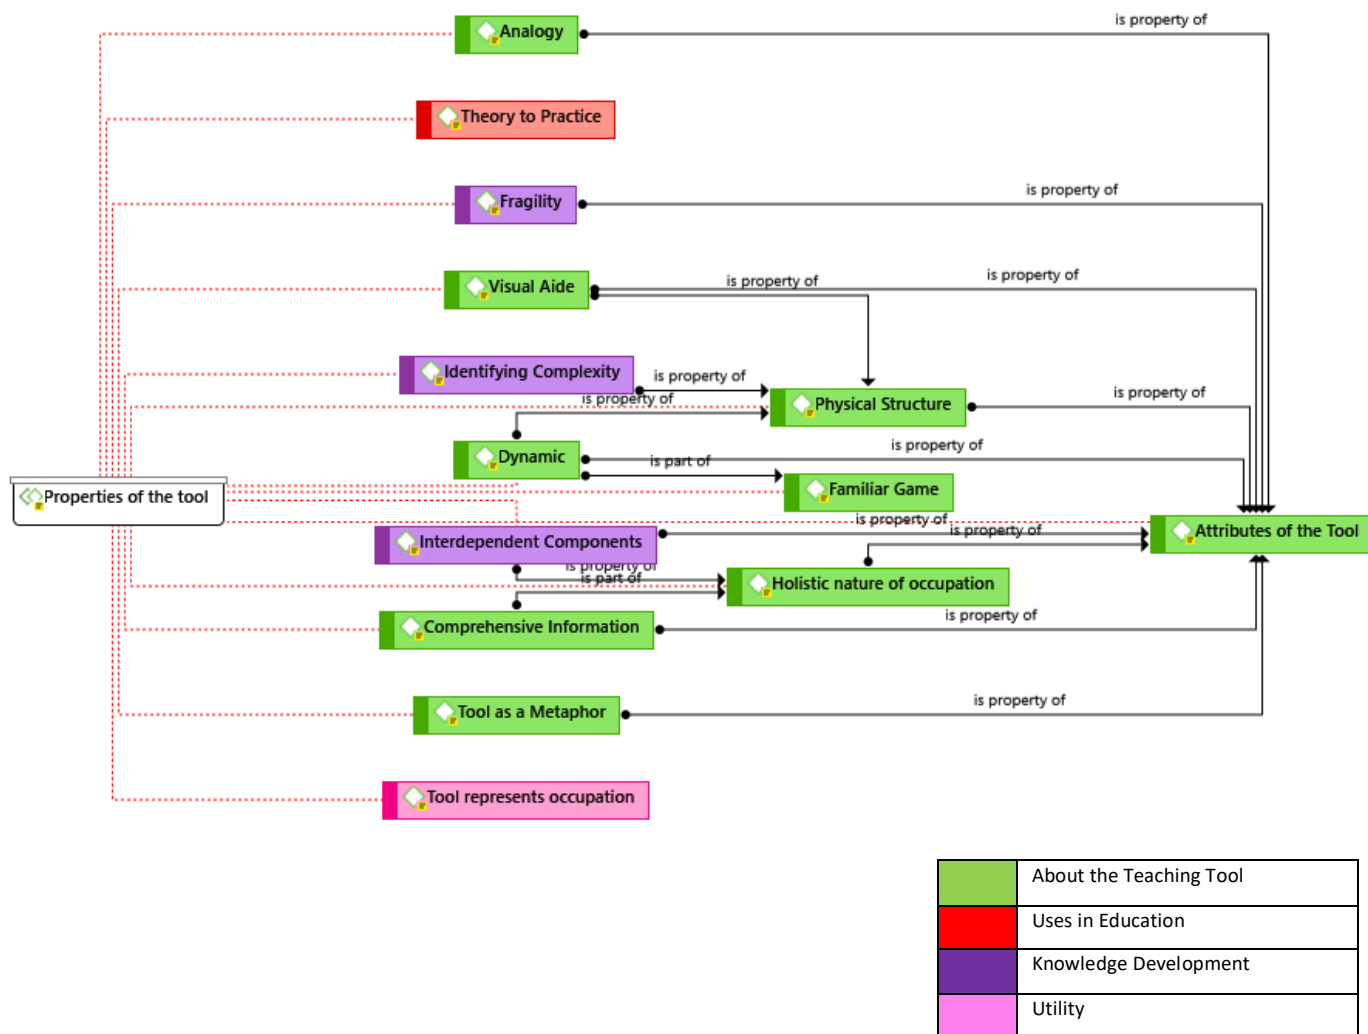 is property of
Analogy
Theory to Practice
is property of
Fragility
is property of
is property of
Visual Aide
Identifying Complexity
is property of
is property of
is property of
Physical Structure
is property of
Dynamic
is part of
Familiar Game
Properties of the tool
is property of
is property of
Attributes of the Tool
Interdependent Components
is property of
is part of
Holistic nature of occupation
is property of
Comprehensive Information
is property of
Tool as a Metaphor
Tool represents occupation
About the Teaching Tool
Uses in Education
Knowledge Development
Utility